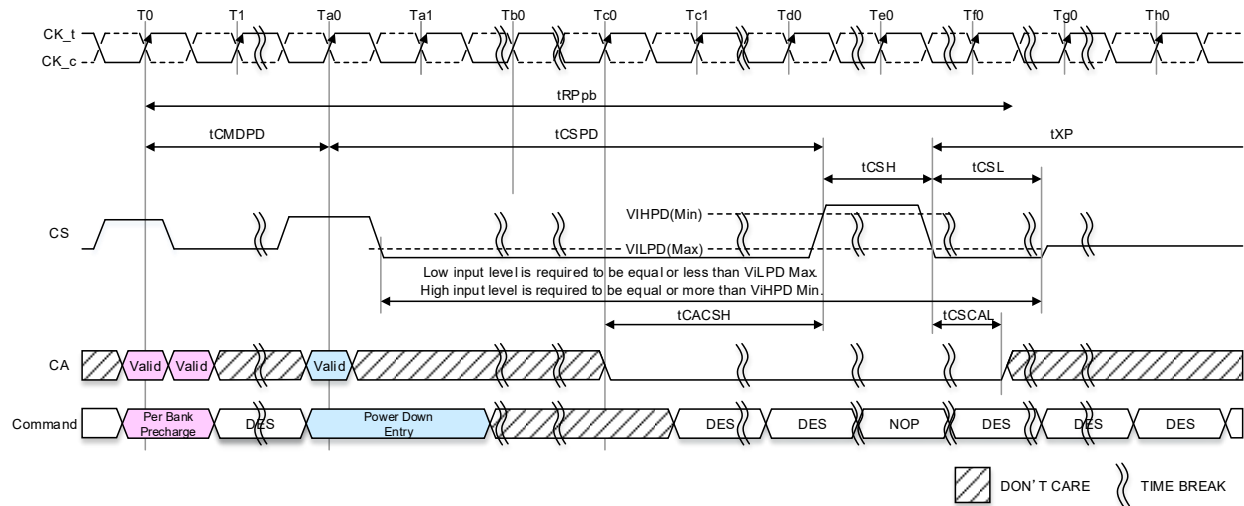 T0 T1 Ta0 Ta1 Tb0 Tc0 Tc1 Td0 Te0 Tf0 Tg0 Th0
CK_t
CK_c
tRPpb
tCMDPD tCSPD tXP
tCSH tCSL
VIHPD(Min)
CS
VILPD(Max)
Low input level is required to be equal or less than ViLPD Max.
High input level is required to be equal or more than ViHPD Min.
tCACSH tCSCAL
CA Valid Valid Valid
Command Per Bank Precharge DES Power Down Entry DES DES NOP DES DES DES
DON'T CARE TIME BREAK